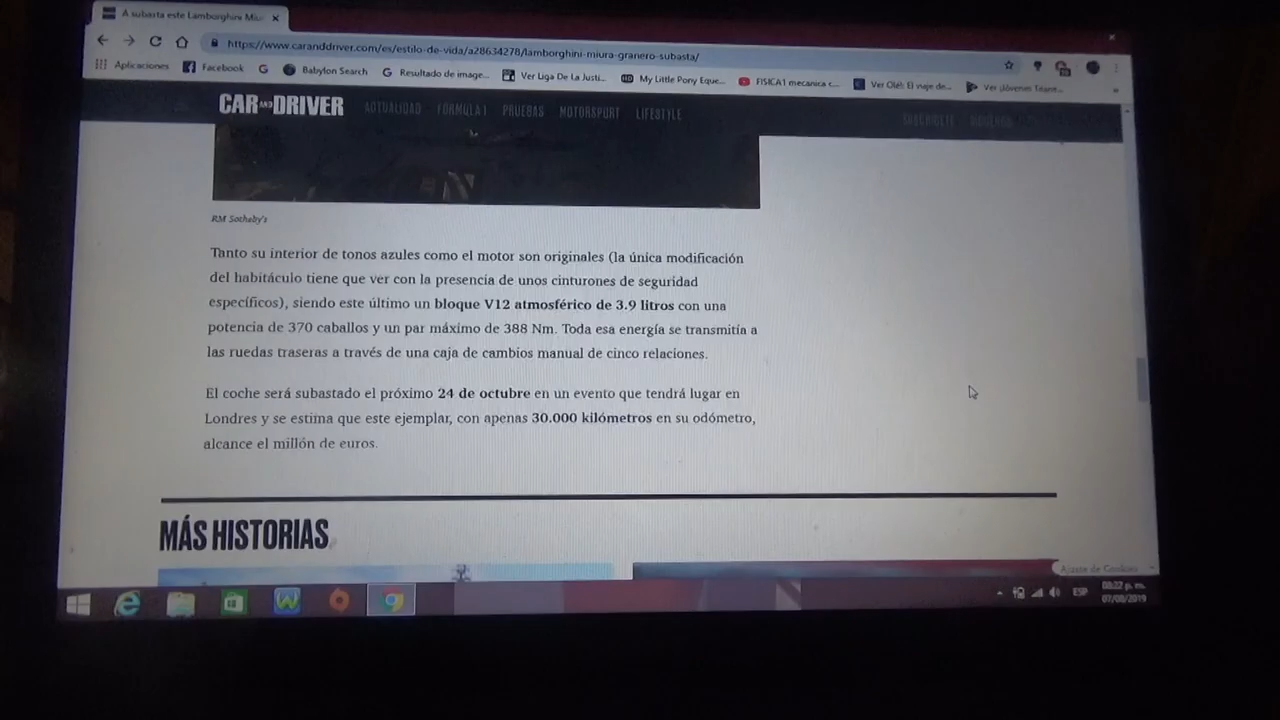 A subasta este Lamborghini Miu
https://www.caranddriver.com/es/estilo-de-vida/a28634278/lamborghini-miura-granero-subasta/
Aplicaciones Facebook Babylon Search Resultado de image... Ver Liga De La Justi... My Little Pony Eque... FISICA1 mecanica c... Ver Olé!: El viaje de... Ver Jóvenes Titant...
CAR AND DRIVER ACTUALIDAD FÓRMULA 1 PRUEBAS MOTORSPORT LIFESTYLE
RM Sotheby's
Tanto su interior de tonos azules como el motor son originales (la única modificación
del habitáculo tiene que ver con la presencia de unos cinturones de seguridad
específicos), siendo este último un bloque V12 atmosférico de 3.9 litros con una
potencia de 370 caballos y un par máximo de 388 Nm. Toda esa energía se transmitía a
las ruedas traseras a través de una caja de cambios manual de cinco relaciones.
El coche será subastado el próximo 24 de octubre en un evento que tendrá lugar en
Londres y se estima que este ejemplar, con apenas 30.000 kilómetros en su odómetro,
alcance el millón de euros.
MÁS HISTORIAS
Ajuste de Cookies
ESP 08:27 p. m.
07/08/2019